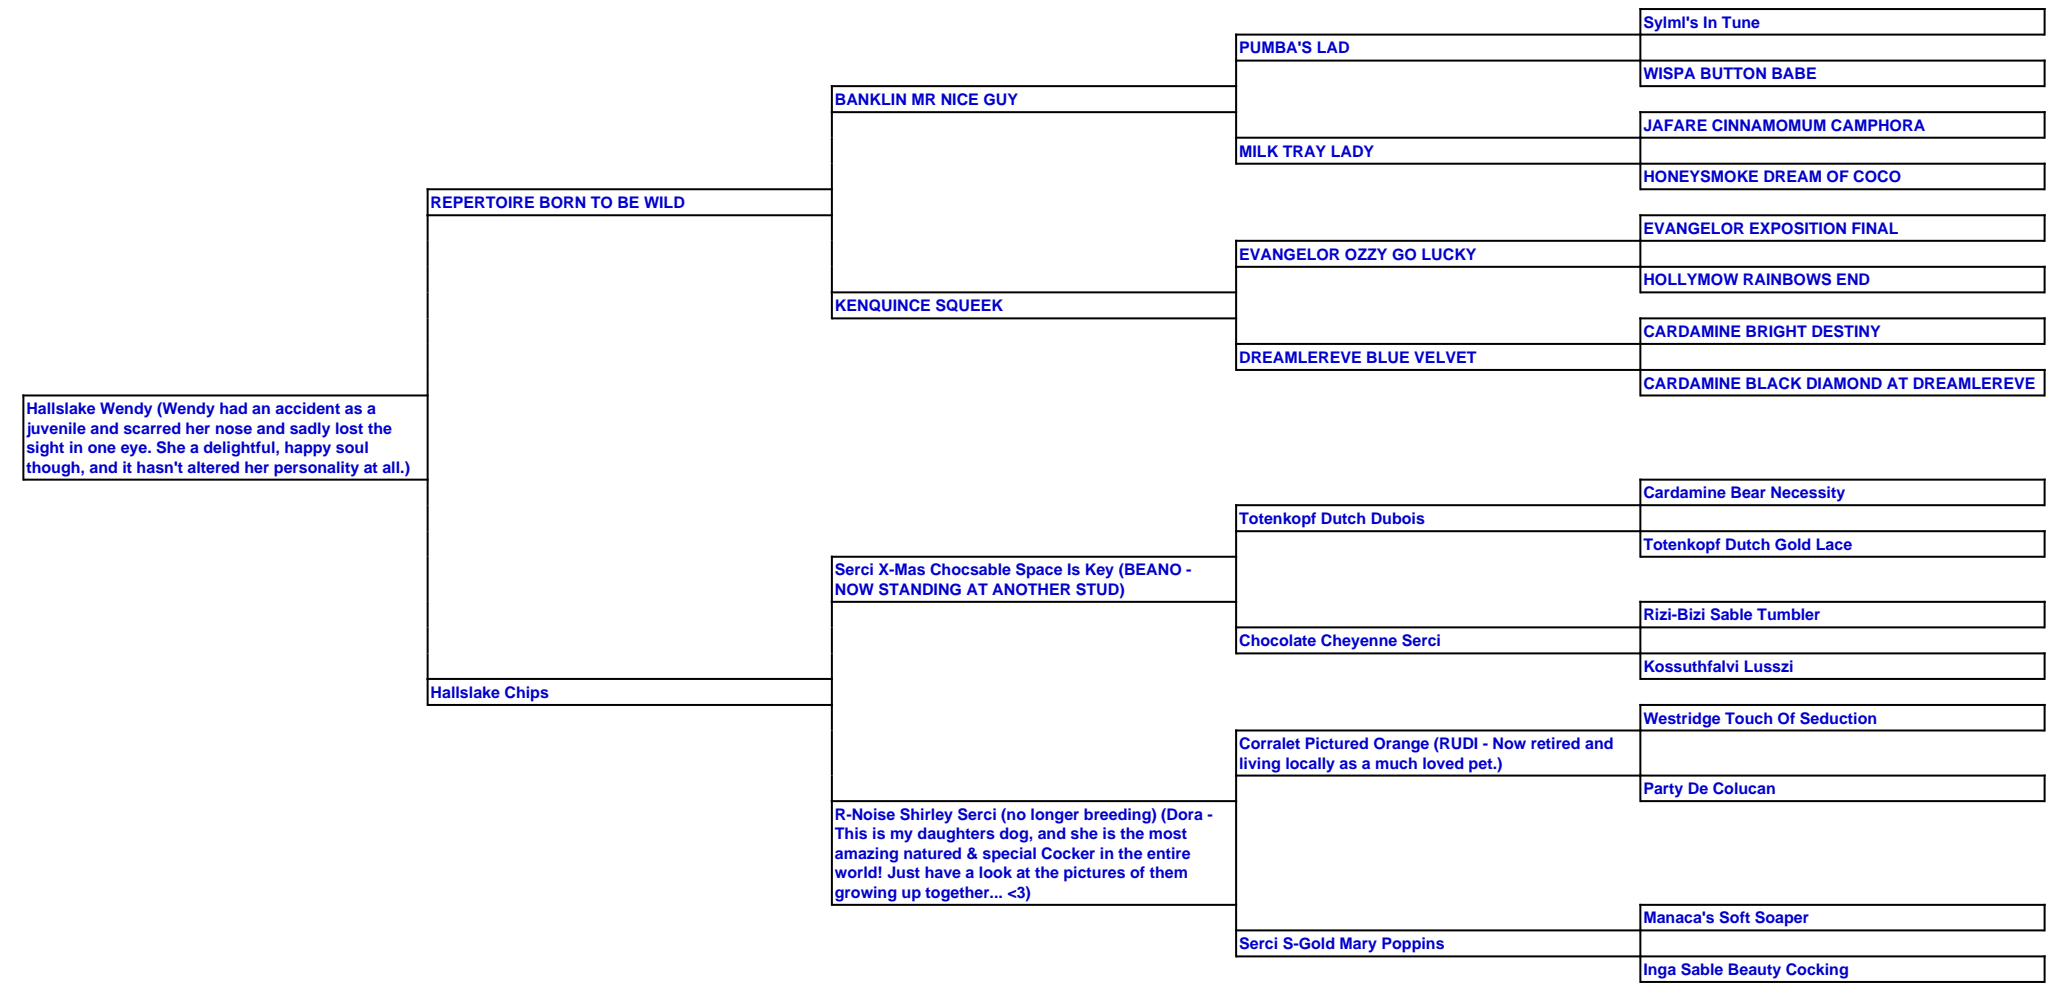 Sylml's In Tune
PUMBA'S LAD
WISPA BUTTON BABE
BANKLIN MR NICE GUY
JAFARE CINNAMOMUM CAMPHORA
MILK TRAY LADY
HONEYSMOKE DREAM OF COCO
REPERTOIRE BORN TO BE WILD
EVANGELOR EXPOSITION FINAL
EVANGELOR OZZY GO LUCKY
HOLLYMOW RAINBOWS END
KENQUINCE SQUEEK
CARDAMINE BRIGHT DESTINY
DREAMLEREVE BLUE VELVET
CARDAMINE BLACK DIAMOND AT DREAMLEREVE
Hallslake Wendy (Wendy had an accident as a
juvenile and scarred her nose and sadly lost the
sight in one eye. She a delightful, happy soul
though, and it hasn't altered her personality at all.)
Cardamine Bear Necessity
Totenkopf Dutch Dubois
Totenkopf Dutch Gold Lace
Serci X-Mas Chocsable Space Is Key (BEANO -
NOW STANDING AT ANOTHER STUD)
Rizi-Bizi Sable Tumbler
Chocolate Cheyenne Serci
Kossuthfalvi Lusszi
Hallslake Chips
Westridge Touch Of Seduction
Corralet Pictured Orange (RUDI - Now retired and
living locally as a much loved pet.)
Party De Colucan
R-Noise Shirley Serci (no longer breeding) (Dora -
This is my daughters dog, and she is the most
amazing natured & special Cocker in the entire
world! Just have a look at the pictures of them
growing up together... <3)
Manaca's Soft Soaper
Serci S-Gold Mary Poppins
Inga Sable Beauty Cocking